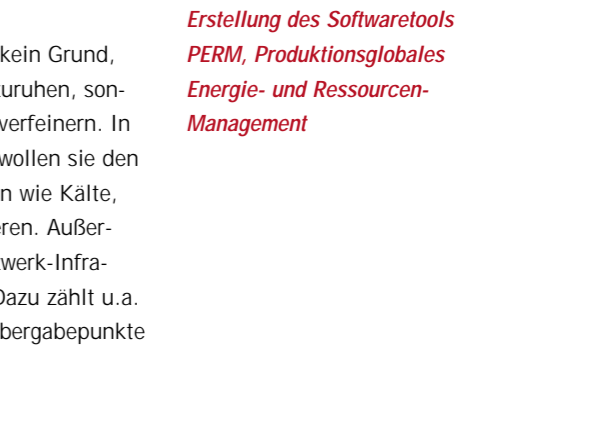 kein Grund,
uruhen, son-
verfeinern. In
wollen sie den
n wie Kälte,
eren. Außer-
werk-Infra-
Dazu zählt u.a.
bergabepunkte
Erstellung des Softwaretools
PERM, Produktionsglobales
Energie- und Ressourcen-
Management